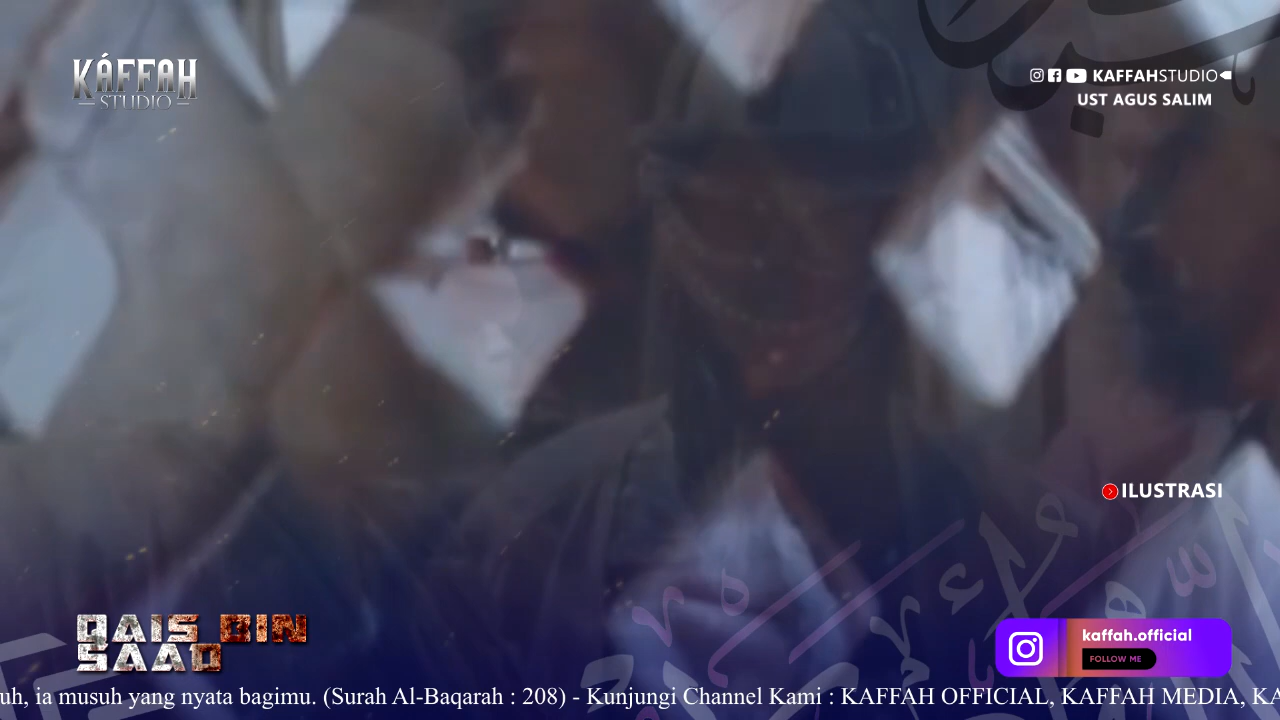 KÁFFAH
STUDIO
KAFFAHSTUDIO
UST AGUS SALIM
ILUSTRASI
QAIS BIN
SAAD
kaffah.official
FOLLOW ME
uh, ia musuh yang nyata bagimu. (Surah Al-Baqarah : 208) - Kunjungi Channel Kami : KAFFAH OFFICIAL, KAFFAH MEDIA, KA